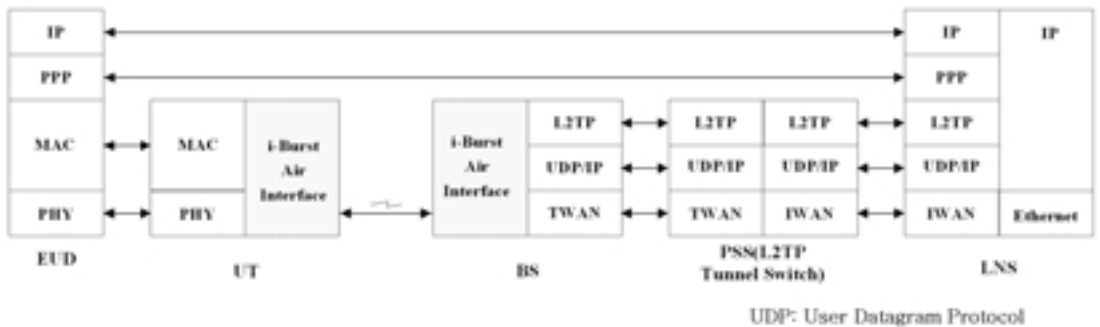 IP IP IP
PPP PPP
MAC MAC i-Burst Air Interface i-Burst Air Interface L2TP L2TP L2TP L2TP
UDP/IP UDP/IP UDP/IP UDP/IP
PHY PHY TWAN TWAN IWAN IWAN Ethernet
EUD UT BS PSS(L2TP Tunnel Switch) LNS
UDP: User Datagram Protocol